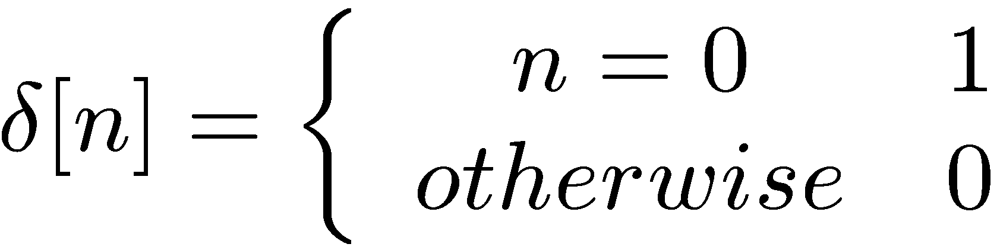 δ[n] = { n = 0 1
otherwise 0